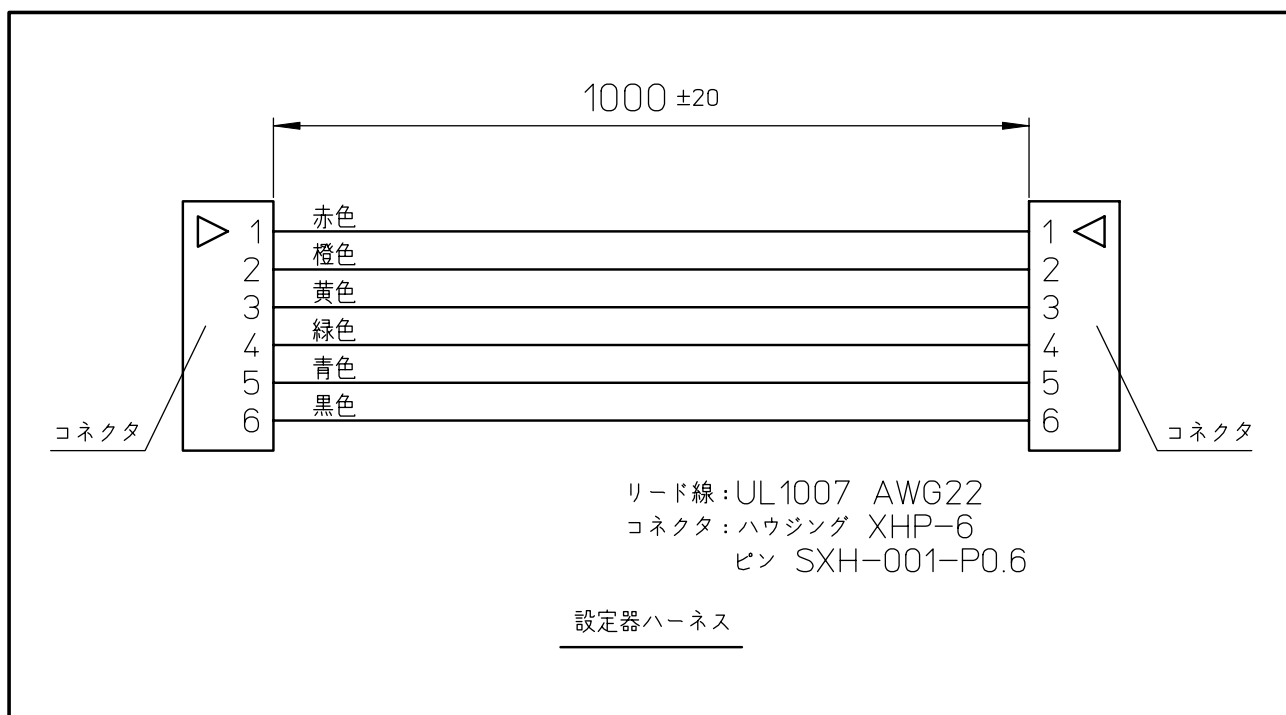 1000 ±20
1 赤色 1
2 橙色 2
3 黄色 3
4 緑色 4
5 青色 5
6 黒色 6
コネクタ コネクタ
リード線:UL1007 AWG22
コネクタ:ハウジング XHP-6
ピン SXH-001-P0.6
設定器ハーネス